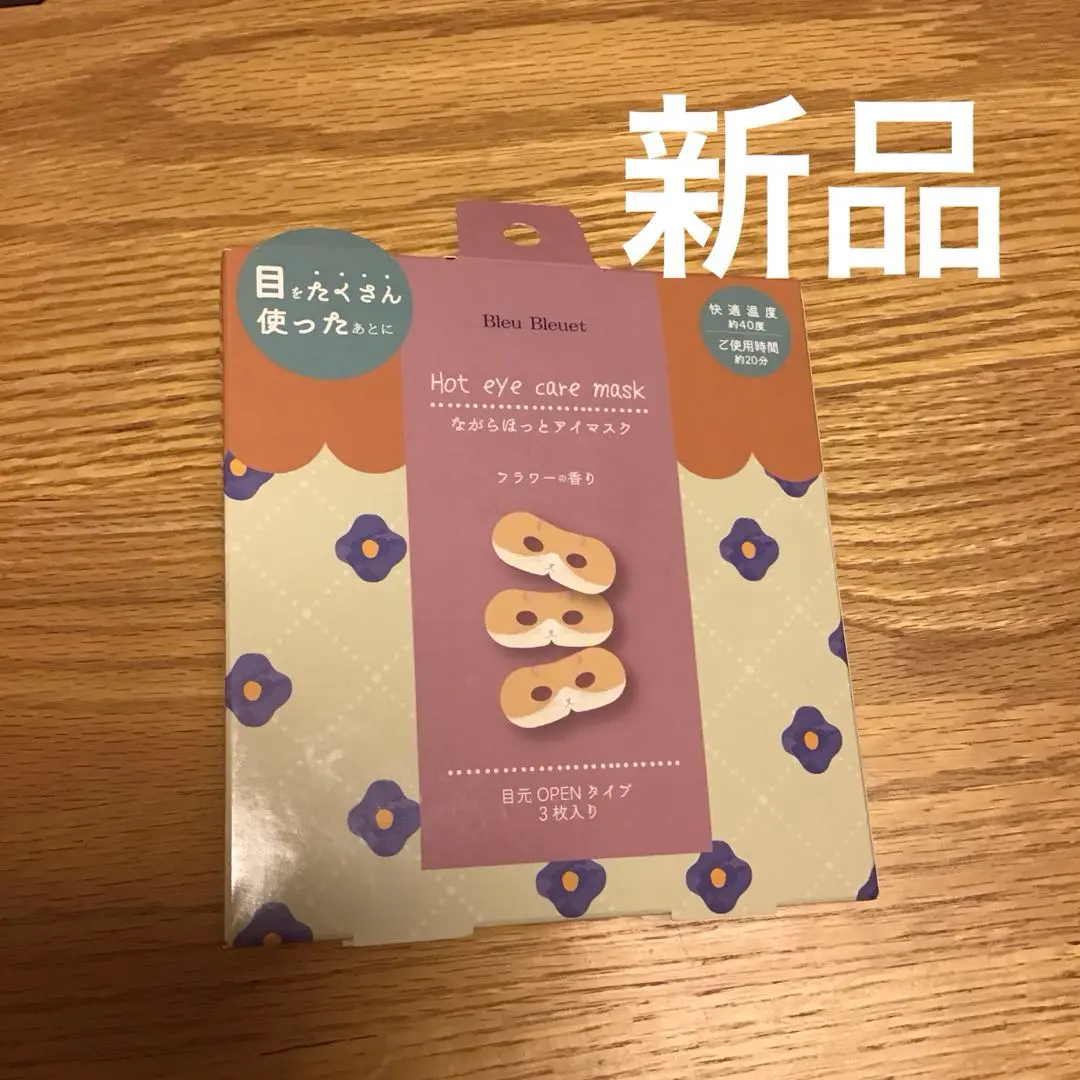 新品
目をたくさん
使ったあとに
Bleu Bleuet
快適温度
約40度
ご使用時間
約20分
Hot eye care mask
ながらほっとアイマスク
フラワーの香り
目元 OPEN タイプ
3枚入り